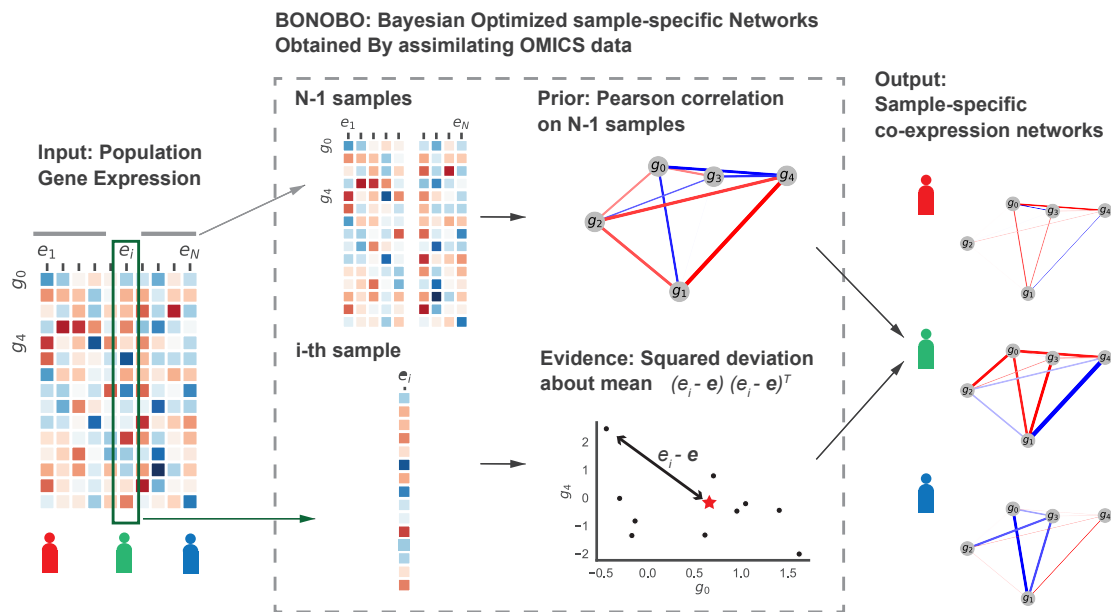 BONOBO: Bayesian Optimized sample-specific Networks
Obtained By assimilating OMICS data
Input: Population
Gene Expression
e1
ei
eN
g0
g4
N-1 samples
e1
eN
g0
g4
Prior: Pearson correlation
on N-1 samples
g0
g3
g4
g2
g1
i-th sample
ei
Evidence: Squared deviation
about mean (ei - e) (ei - e)T
ei - e
g4
2
1
0
−1
−2
−0.5
0.0
0.5
1.0
1.5
g0
Output:
Sample-specific
co-expression networks
g0
g3
g4
g2
g1
g0
g3
g4
g2
g1
g0
g3
g4
g2
g1